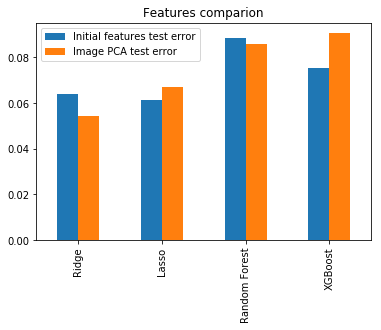 Features comparion
Initial features test error
Image PCA test error
0.08
0.06
0.04
0.02
0.00
Ridge
Lasso
Random Forest
XGBoost